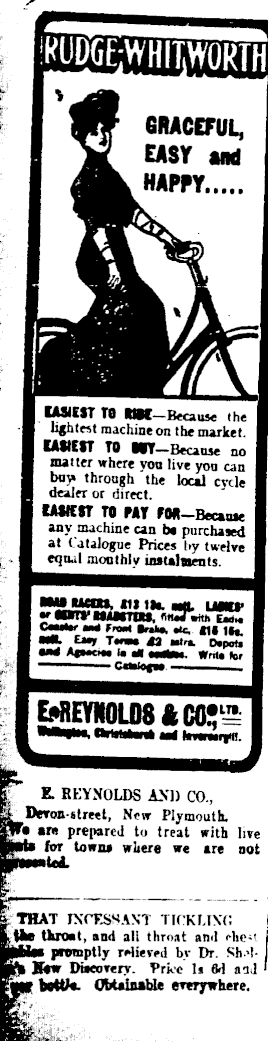 RUDGE-WHITWORTH
GRACEFUL,
EASY and
HAPPY.....
EASIEST TO RIDE—Because the
lightest machine on the market.
EASIEST TO BUY—Because no
matter where you live you can
buy through the local cycle
dealer or direct.
EASIEST TO PAY FOR—Because
any machine can be purchased
at Catalogue Prices by twelve
equal monthly instalments.
ROAD RACERS, £13 13s. nett. LADIES'
or GENTS' ROADSTERS, fitted with Eadie
Coaster and Front Brake, etc., £15 15s.
nett. Easy Terms £2 extra. Depots
and Agencies in all centres. Write for
Catalogue.
E. REYNOLDS & CO., LTD.
Wellington, Christchurch and Invercargill.
E. REYNOLDS AND CO.,
Devon-street, New Plymouth.
We are prepared to treat with live
for towns where we are not
THAT INCESSANT TICKLING
the throat, and all throat and chest
promptly relieved by Dr. Shel-
New Discovery. Price 1s 6d and
per bottle. Obtainable everywhere.